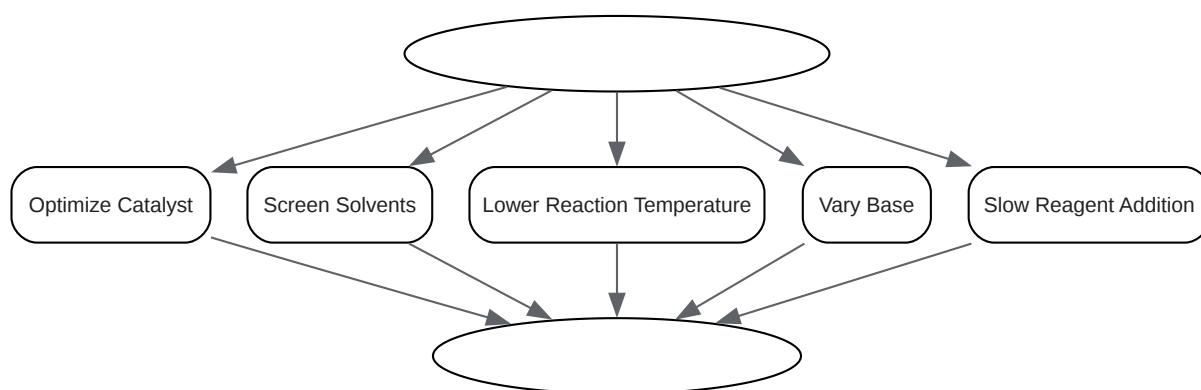 Optimize Catalyst
Screen Solvents
Lower Reaction Temperature
Vary Base
Slow Reagent Addition